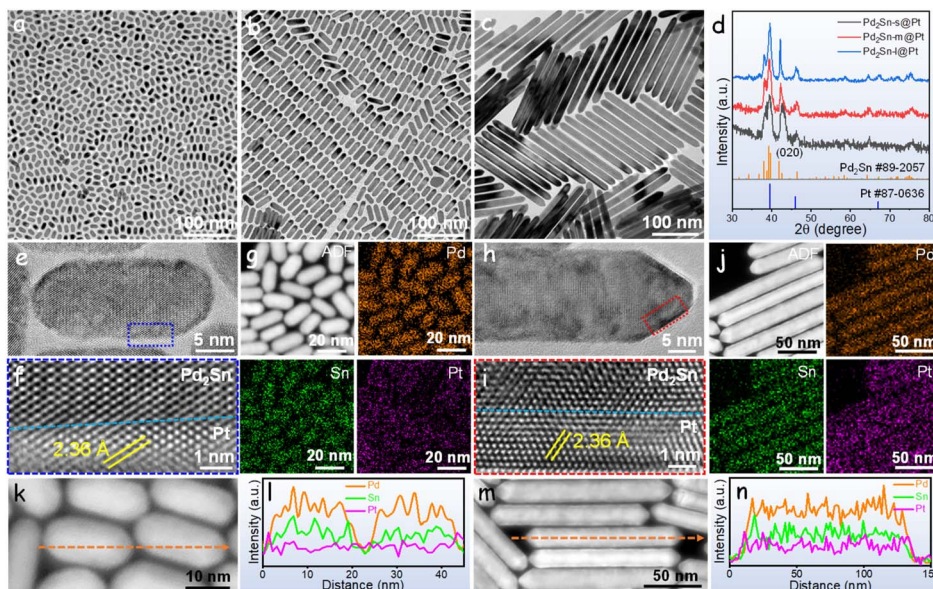 a
100 nm
b
100 nm
c
100 nm
d
Intensity (a.u.)
Pd₂Sn-s@Pt
Pd₂Sn-m@Pt
Pd₂Sn-l@Pt
(020)
Pd₂Sn #89-2057
Pt #87-0636
30 40 50 60 70 80
2θ (degree)
e
5 nm
g
ADF
20 nm
Pd
20 nm
h
5 nm
j
ADF
50 nm
Pd
50 nm
f
Pd₂Sn
Pt
2.36 Å
1 nm
Sn
20 nm
Pt
20 nm
i
Pd₂Sn
Pt
2.36 Å
1 nm
Sn
50 nm
Pt
50 nm
k
10 nm
l
Intensity (a.u.)
Pd
Sn
Pt
0 10 20 30 40
Distance (nm)
m
50 nm
n
Intensity (a.u.)
Pd
Sn
Pt
0 50 100 150
Distance (nm)